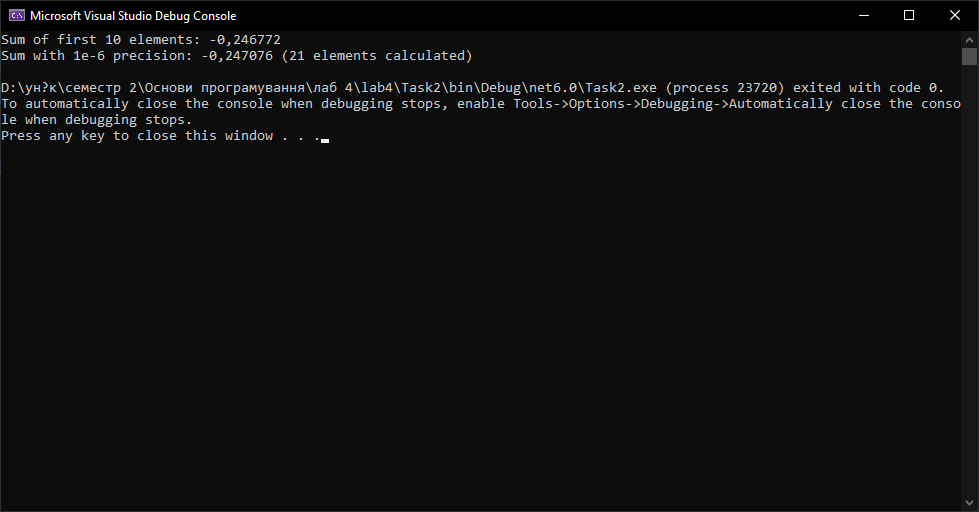 Microsoft Visual Studio Debug Console
Sum of first 10 elements: -0,246772
Sum with 1e-6 precision: -0,247076 (21 elements calculated)
D:\ун?к\семестр 2\Основи програмування\лаб 4\lab4\Task2\bin\Debug\net6.0\Task2.exe (process 23720) exited with code 0.
To automatically close the console when debugging stops, enable Tools->Options->Debugging->Automatically close the conso
le when debugging stops.
Press any key to close this window . . .